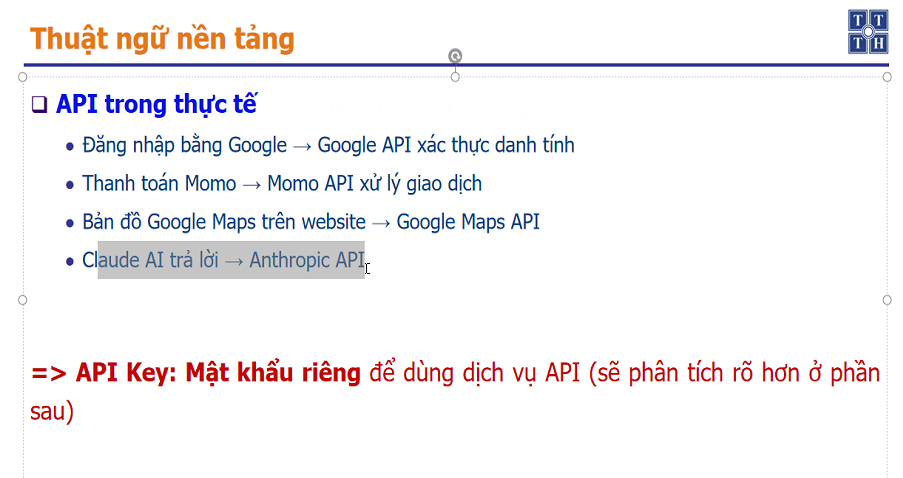 Thuật ngữ nền tảng
T T
T H
❑ API trong thực tế
• Đăng nhập bằng Google → Google API xác thực danh tính
• Thanh toán Momo → Momo API xử lý giao dịch
• Bản đồ Google Maps trên website → Google Maps API
• Claude AI trả lời → Anthropic API
=> API Key: Mật khẩu riêng để dùng dịch vụ API (sẽ phân tích rõ hơn ở phần
sau)